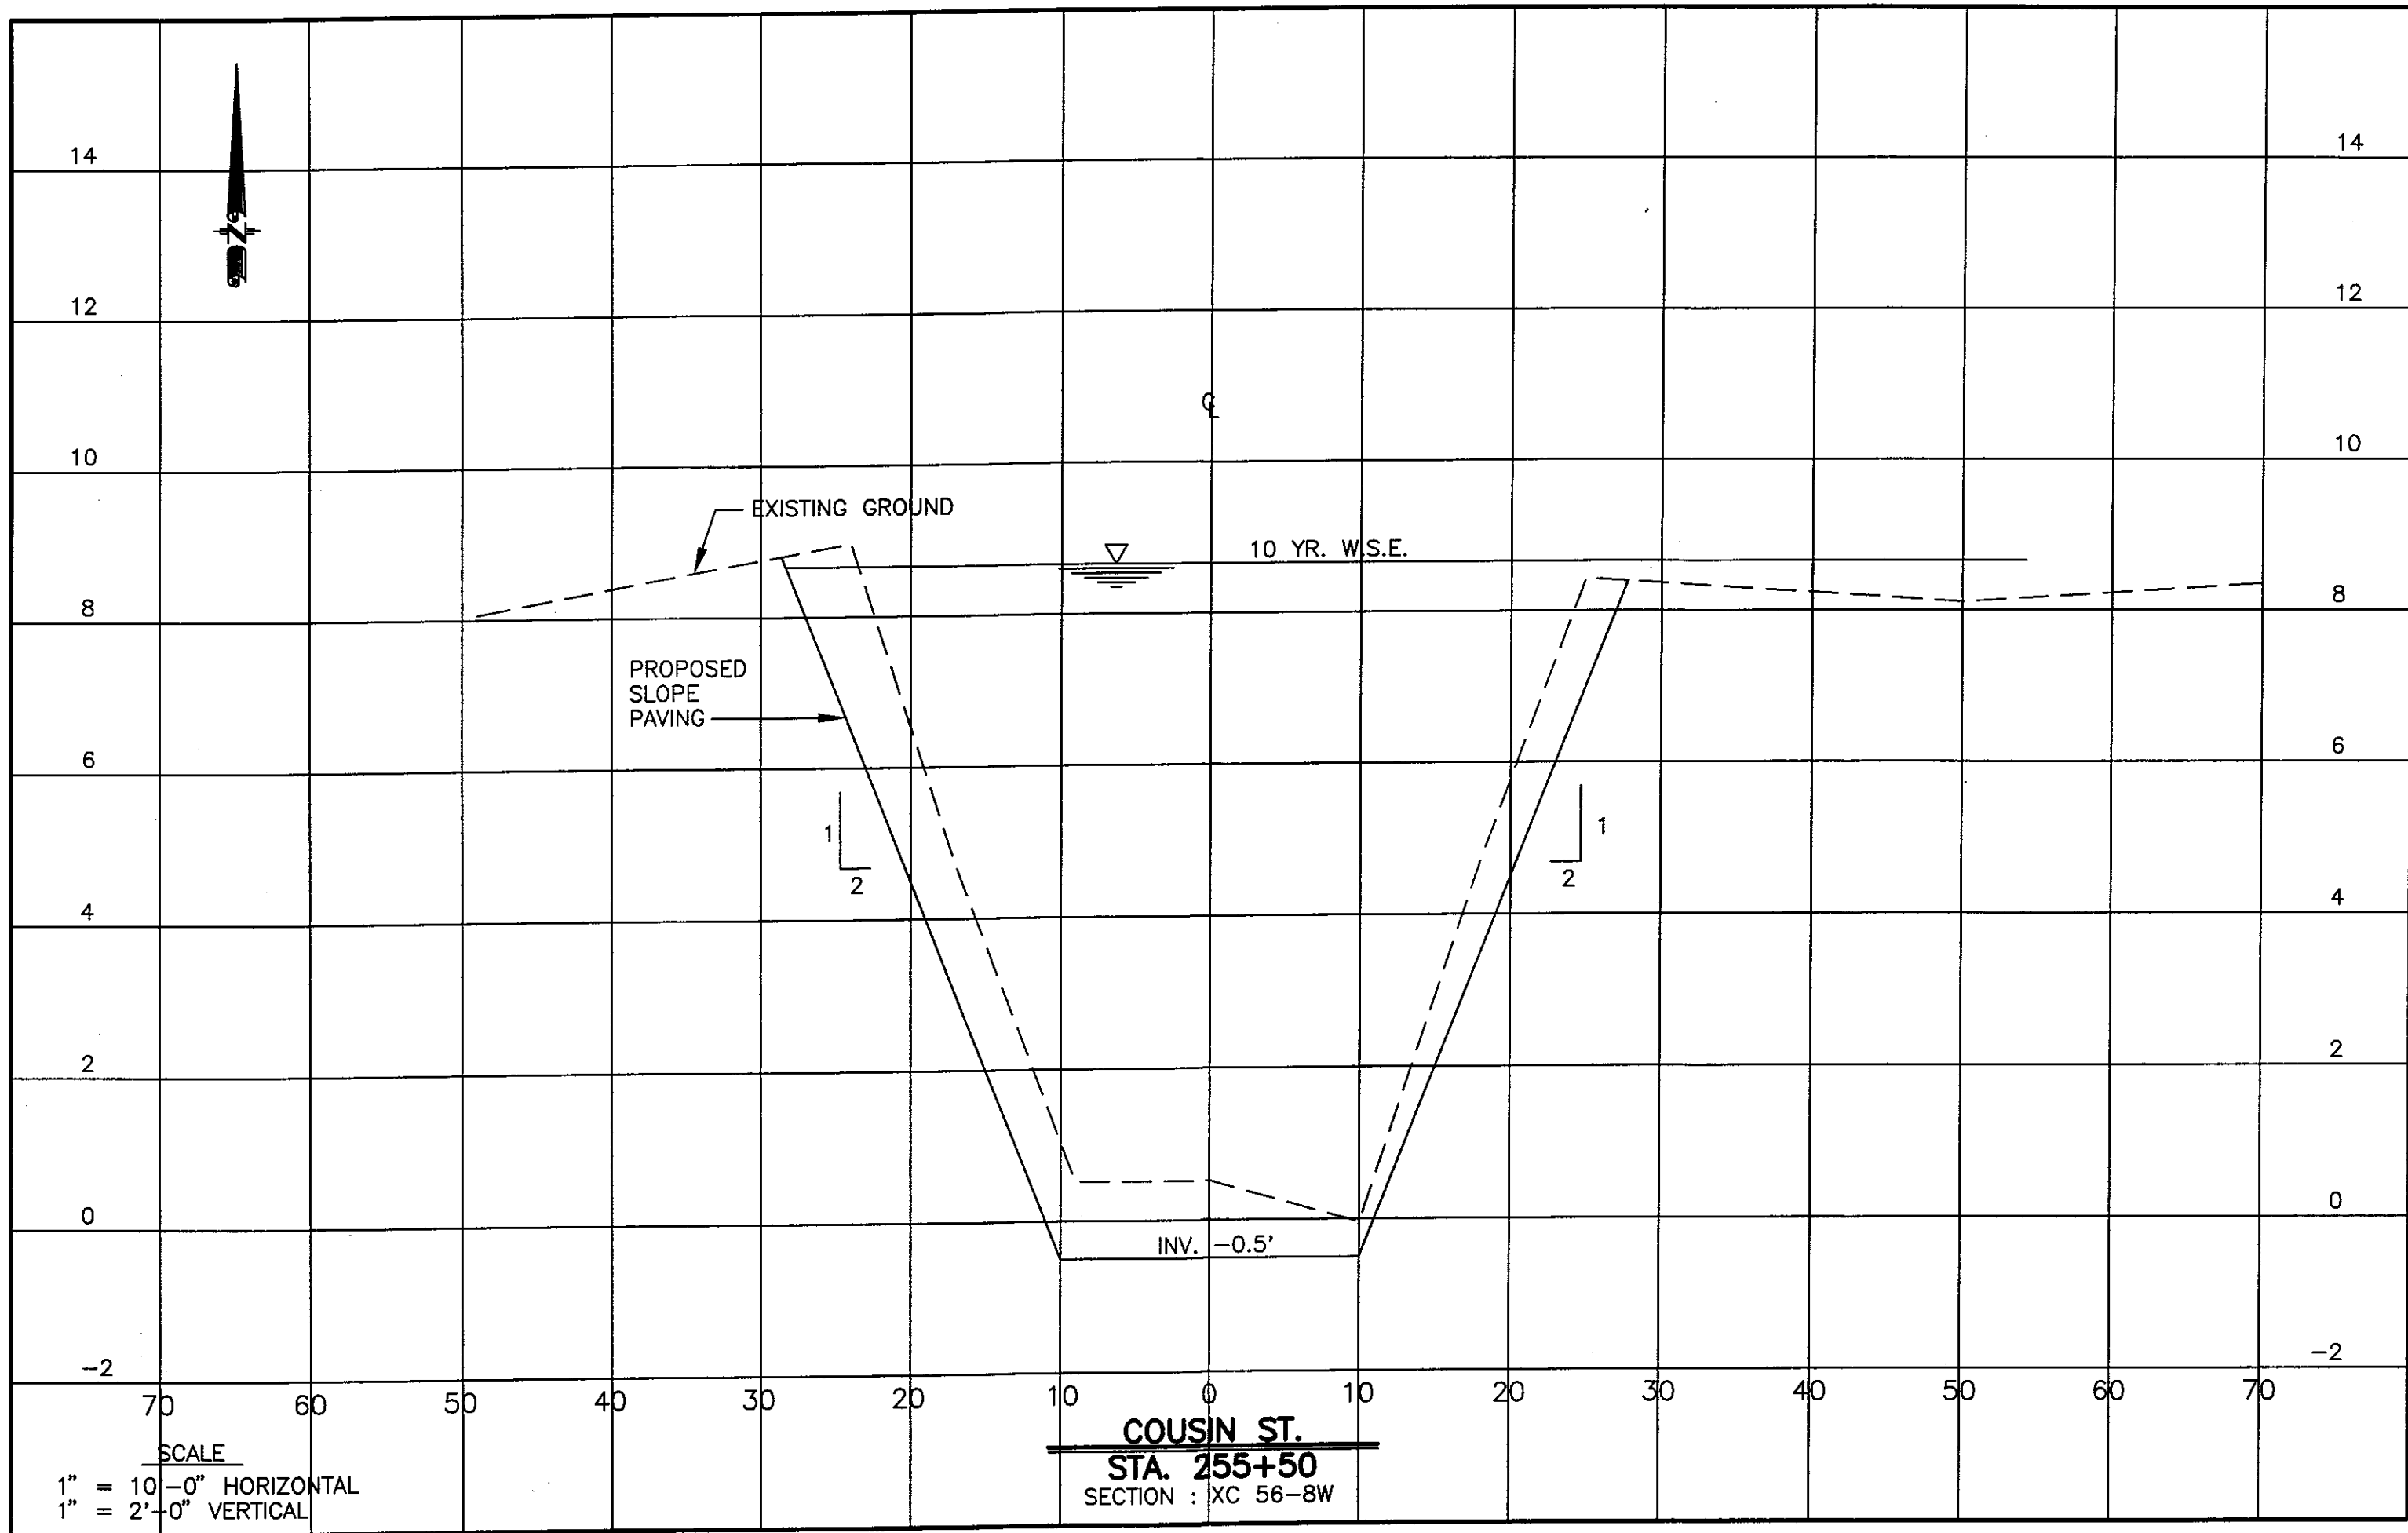 14 14
12 12
℄
10 10
EXISTING GROUND
10 YR. W.S.E.
8 8
PROPOSED
SLOPE
PAVING
6 6
1 1
2 2
4 4
2 2
0 0
INV. -0.5'
-2 -2
70 60 50 40 30 20 10 0 10 20 30 40 50 60 70
COUSIN ST.
STA. 255+50
SECTION : XC 56-8W
SCALE
1" = 10'-0" HORIZONTAL
1" = 2'-0" VERTICAL